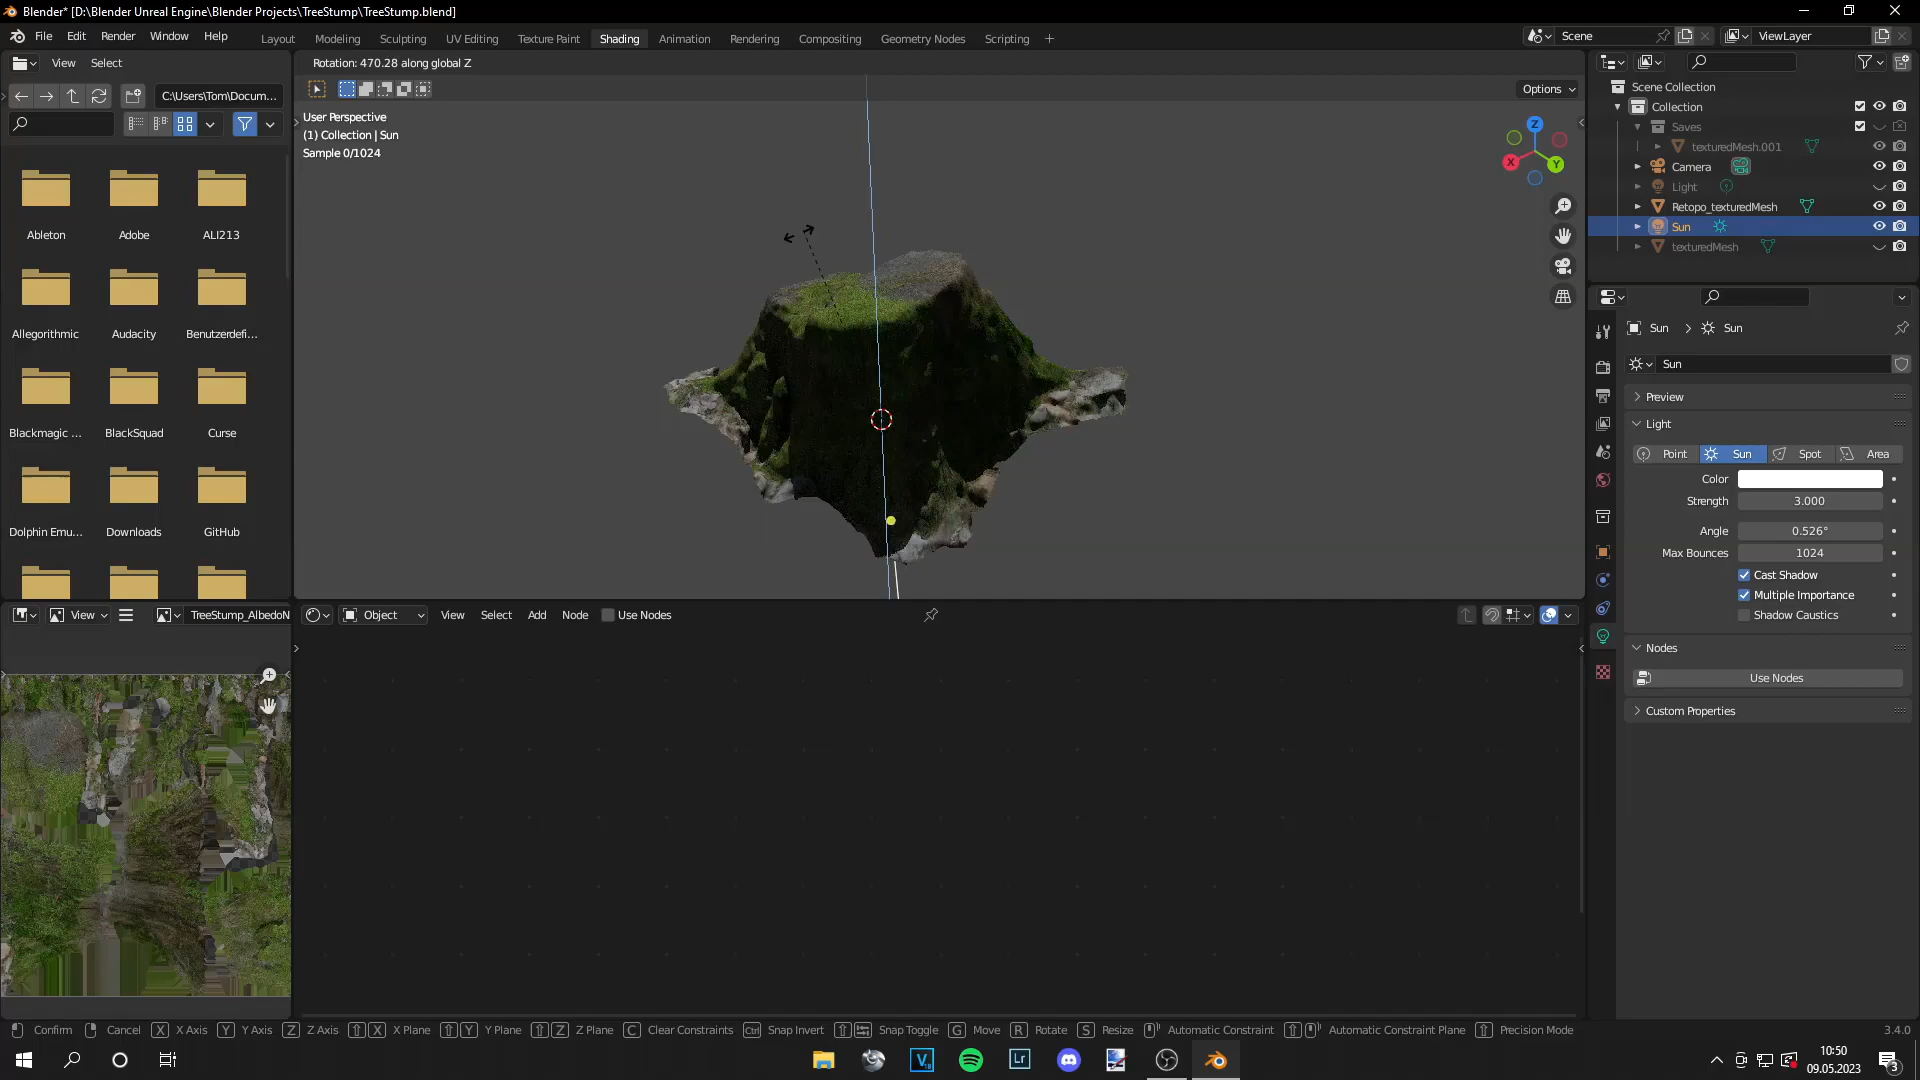 Blender* [D:\Blender Unreal Engine\Blender Projects\TreeStump\TreeStump.blend]
File Edit Render Window Help
Layout Modeling Sculpting UV Editing Texture Paint Shading Animation Rendering Compositing Geometry Nodes Scripting
Scene
ViewLayer
View Select
C:\Users\Tom\Docum...
Ableton Adobe ALI213
Allegorithmic Audacity Benutzerdefi...
Blackmagic ... BlackSquad Curse
Dolphin Emu... Downloads GitHub
Rotation: 470.28 along global Z
Options
User Perspective
(1) Collection | Sun
Sample 0/1024
Z
X
Y
Scene Collection
Collection
Saves
texturedMesh.001
Camera
Light
Retopo_texturedMesh
Sun
texturedMesh
Sun > Sun
Sun
Preview
Light
Point Sun Spot Area
Color
Strength 3.000
Angle 0.526°
Max Bounces 1024
Cast Shadow
Multiple Importance
Shadow Caustics
Nodes
Use Nodes
Custom Properties
View
TreeStump_AlbedoN
Object View Select Add Node Use Nodes
Confirm Cancel X X Axis Y Y Axis Z Z Axis X X Plane Y Y Plane Z Z Plane C Clear Constraints Ctrl Snap Invert Snap Toggle G Move R Rotate S Resize Automatic Constraint Automatic Constraint Plane Precision Mode
3.4.0
V
18
Lr
10:50
09.05.2023
3